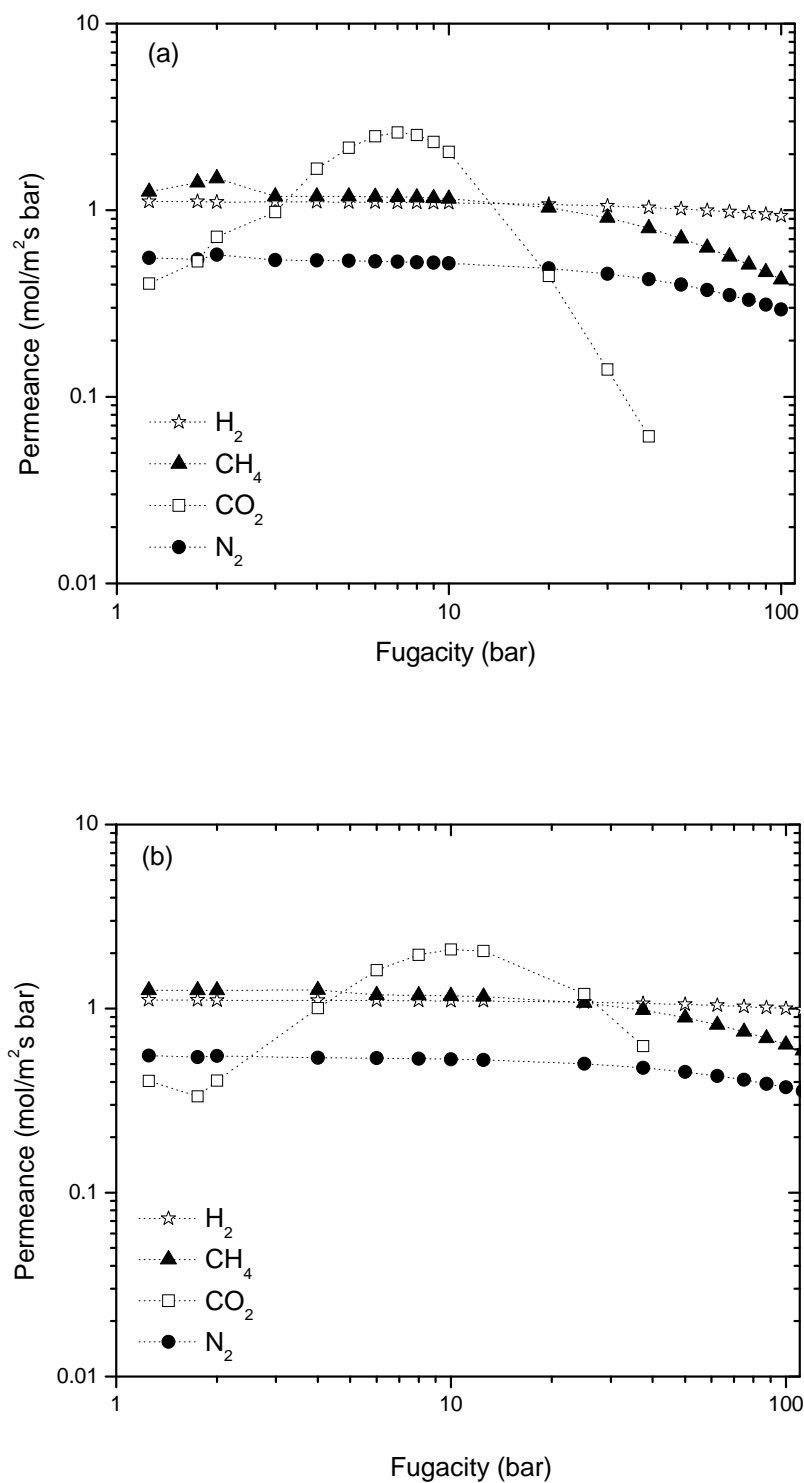 10
(a)
1
0.1
0.01
Permeance (mol/m²s bar)
H₂
CH₄
CO₂
N₂
1 10 100
Fugacity (bar)
10
(b)
1
0.1
0.01
Permeance (mol/m²s bar)
H₂
CH₄
CO₂
N₂
1 10 100
Fugacity (bar)